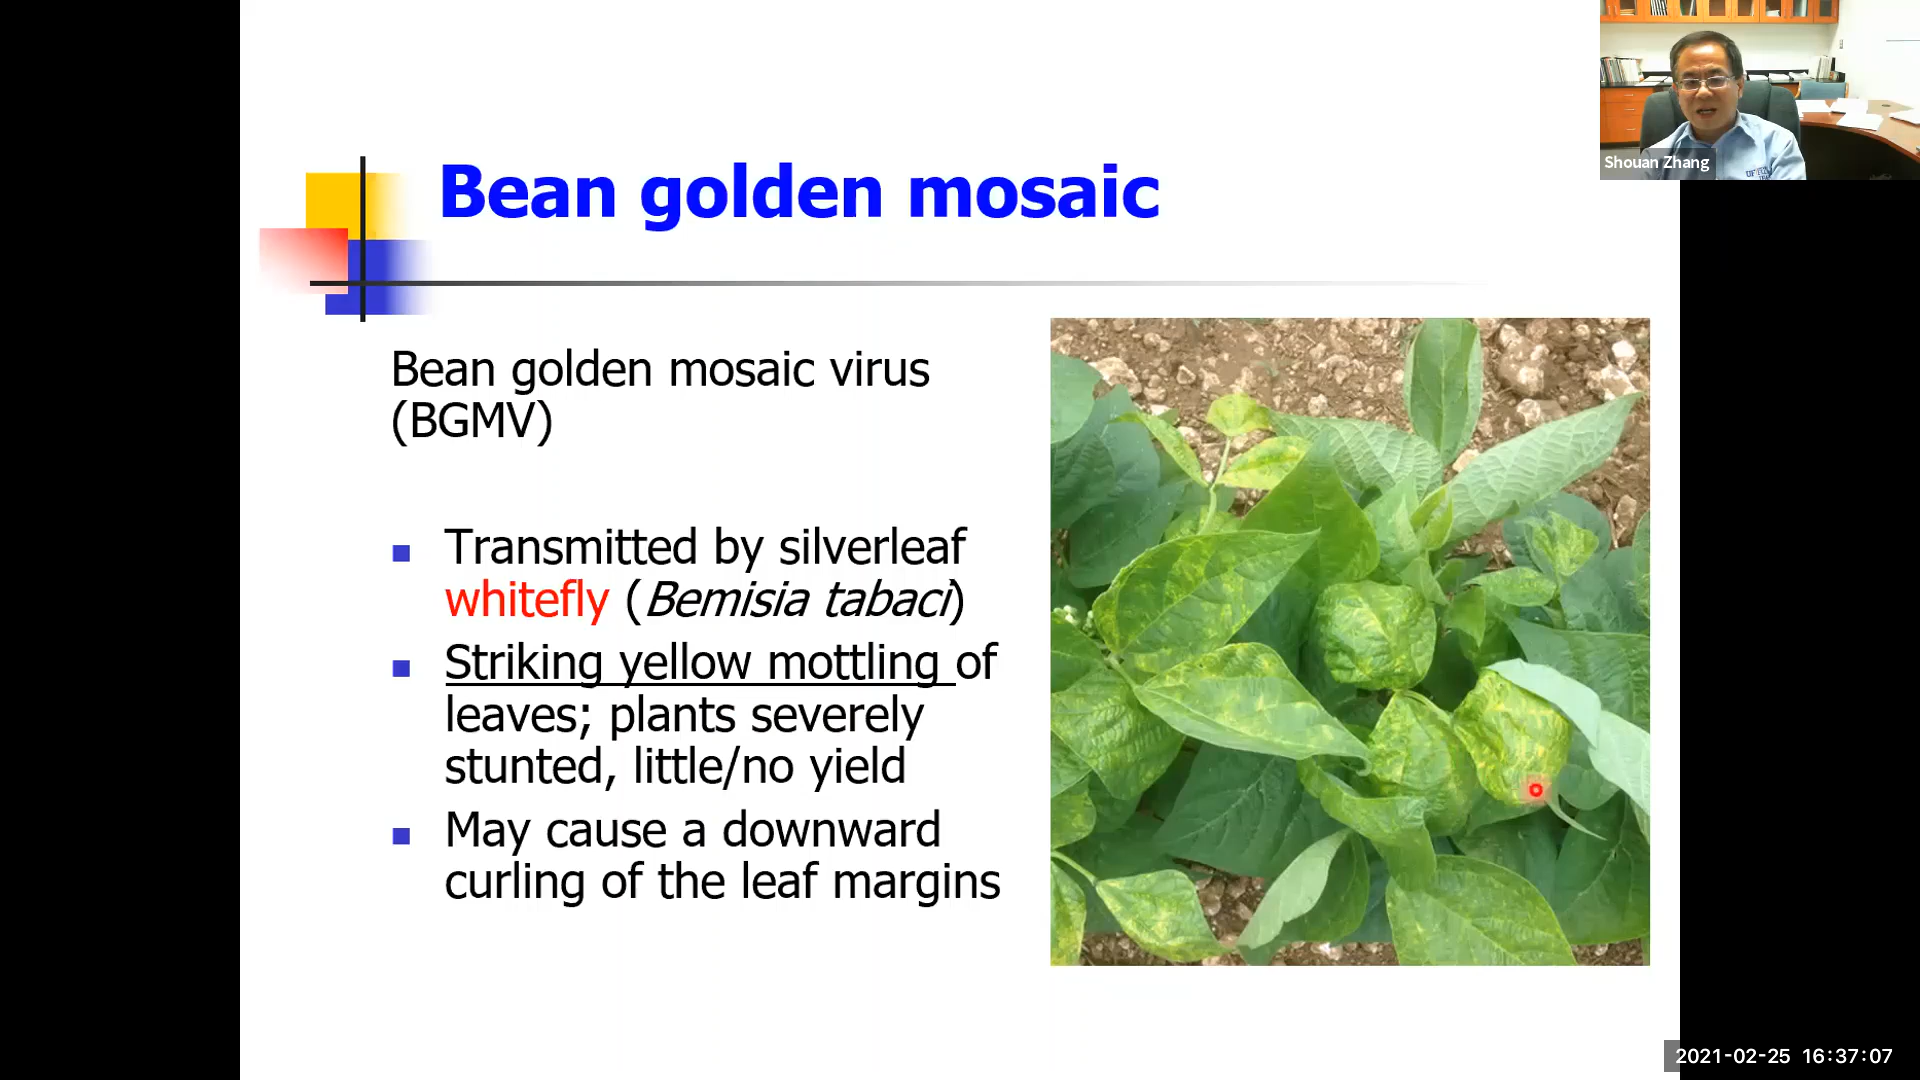 Bean golden mosaic
Bean golden mosaic virus
(BGMV)
Transmitted by silverleaf
whitefly (Bemisia tabaci)
Striking yellow mottling of
leaves; plants severely
stunted, little/no yield
May cause a downward
curling of the leaf margins
Shouan Zhang
2021-02-25 16:37:07